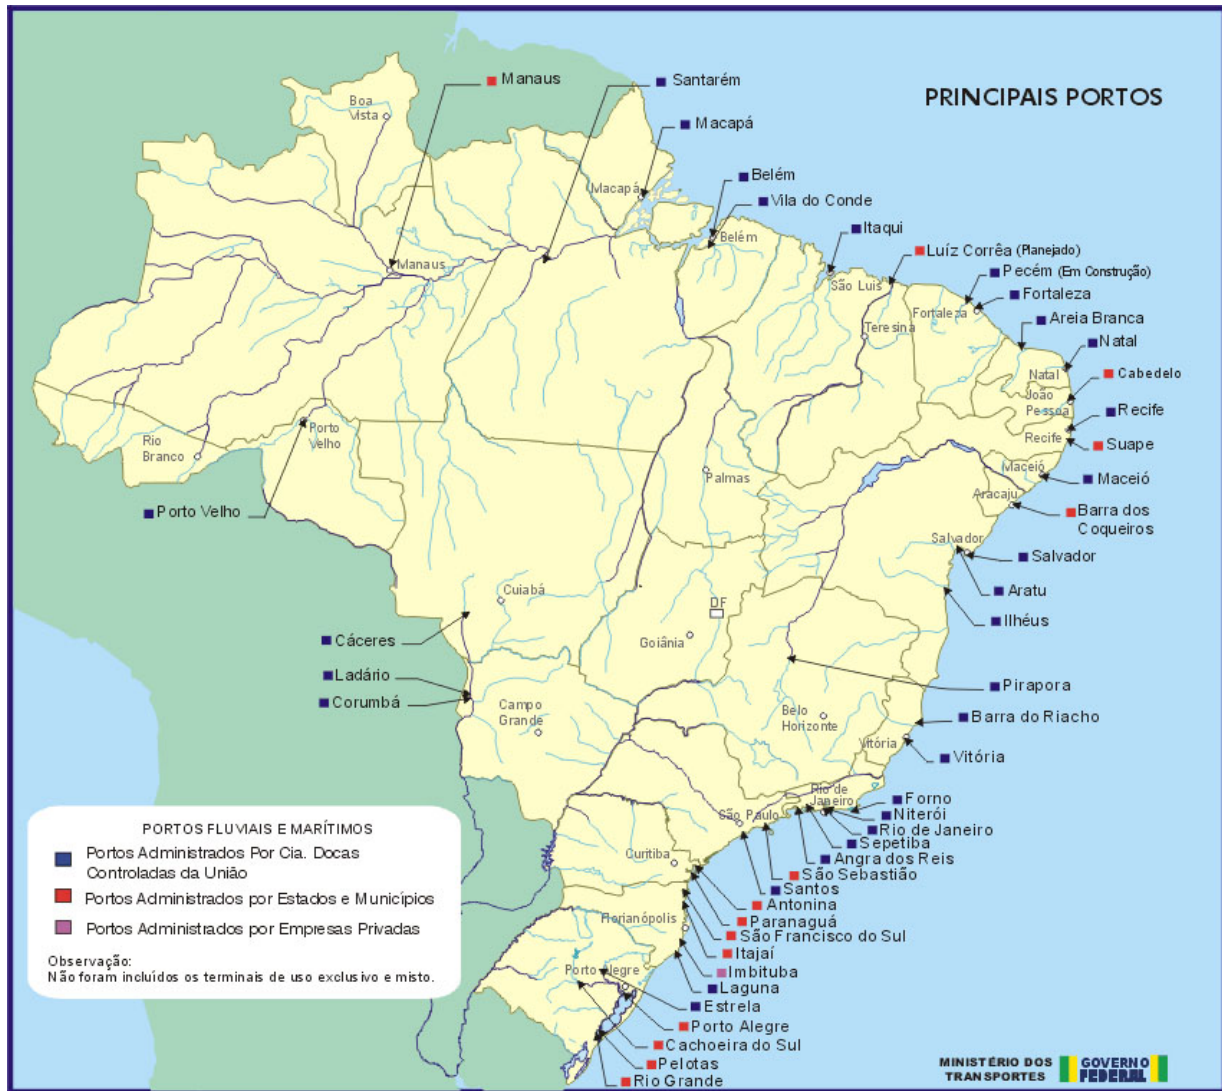 PRINCIPAIS PORTOS
Manaus
Santarém
Macapá
Belém
Vila do Conde
Itaqui
Luíz Corrêa (Planejado)
Pecém (Em Construção)
Fortaleza
Areia Branca
Natal
Cabedelo
Recife
Suape
Maceió
Barra dos
Coqueiros
Salvador
Aratu
Ilhéus
Pirapora
Barra do Riacho
Vitória
Forno
Niterói
Rio de Janeiro
Sepetiba
Angra dos Reis
São Sebastião
Santos
Antonina
Paranaguá
São Francisco do Sul
Itajaí
Imbituba
Laguna
Estrela
Porto Alegre
Cachoeira do Sul
Pelotas
Rio Grande
Porto Velho
Cáceres
Ladário
Corumbá
Boa
Vista
Macapá
Manaus
Belém
São Luis
Teresina
Fortaleza
Natal
João
Pessoa
Recife
Maceió
Aracaju
Salvador
Porto
Velho
Rio
Branco
Palmas
Cuiabá
DF
Goiânia
Campo
Grande
Belo
Horizonte
Vitória
Rio de
Janeiro
São Paulo
Curitiba
Florianópolis
Porto Alegre
PORTOS FLUVIAIS E MARÍTIMOS
Portos Administrados Por Cia. Docas
Controladas da União
Portos Administrados por Estados e Municípios
Portos Administrados por Empresas Privadas
Observação:
Não foram incluídos os terminais de uso exclusivo e misto.
MINISTÉRIO DOS
TRANSPORTES
GOVERNO
FEDERAL